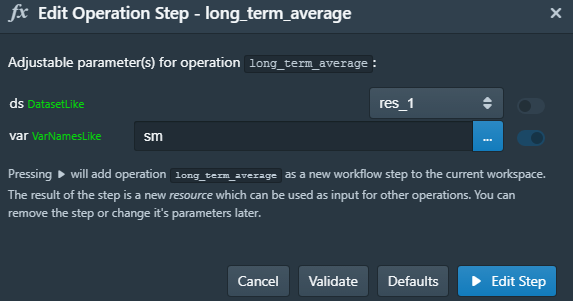 fx Edit Operation Step - long_term_average ×
Adjustable parameter(s) for operation long_term_average :
ds DatasetLike res_1
var VarNamesLike sm ...
Pressing ▶ will add operation long_term_average as a new workflow step to the current workspace.
The result of the step is a new resource which can be used as input for other operations. You can
remove the step or change it's parameters later.
Cancel Validate Defaults ▶ Edit Step